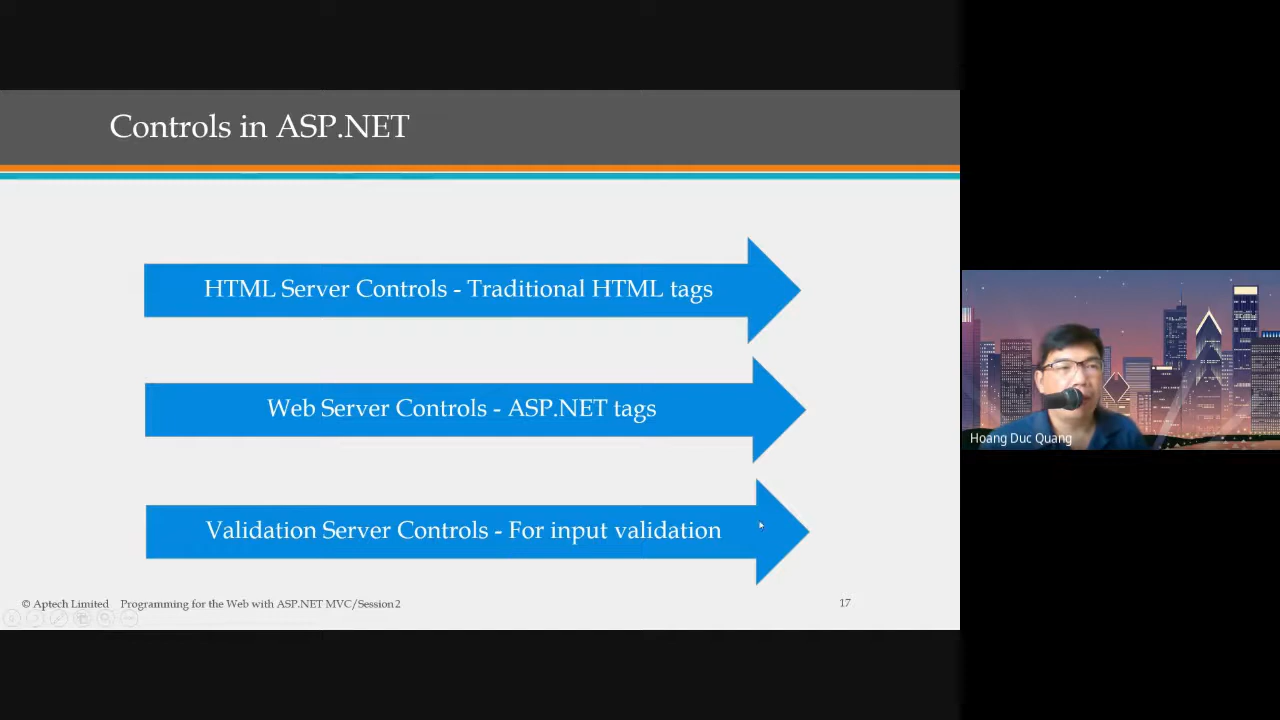 Controls in ASP.NET
HTML Server Controls - Traditional HTML tags
Web Server Controls - ASP.NET tags
Validation Server Controls - For input validation
© Aptech Limited Programming for the Web with ASP.NET MVC/Session 2
17
Hoang Duc Quang